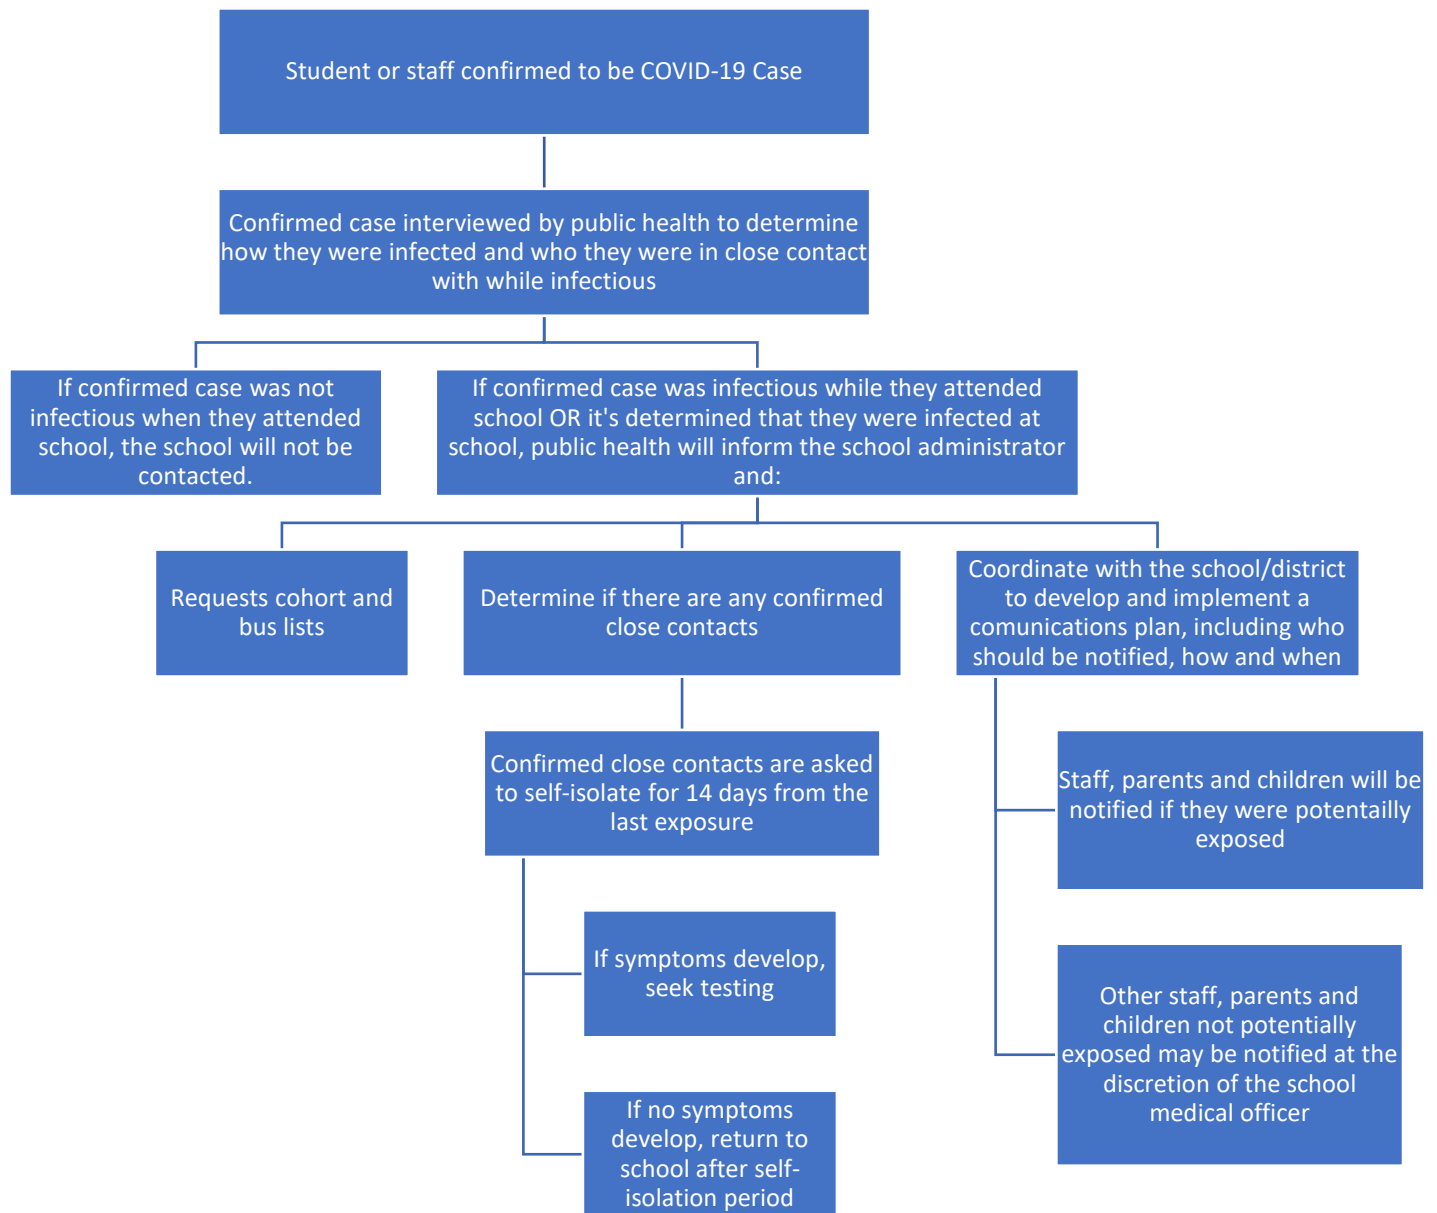 Student or staff confirmed to be COVID-19 Case
Confirmed case interviewed by public health to determine
how they were infected and who they were in close contact
with while infectious
If confirmed case was not
infectious when they attended
school, the school will not be
contacted.
If confirmed case was infectious while they attended
school OR it's determined that they were infected at
school, public health will inform the school administrator
and:
Requests cohort and
bus lists
Determine if there are any confirmed
close contacts
Coordinate with the school/district
to develop and implement a
comunications plan, including who
should be notified, how and when
Confirmed close contacts are asked
to self-isolate for 14 days from the
last exposure
Staff, parents and children will be
notified if they were potentailly
exposed
If symptoms develop,
seek testing
Other staff, parents and
children not potentially
exposed may be notified at the
discretion of the school
medical officer
If no symptoms
develop, return to
school after self-
isolation period